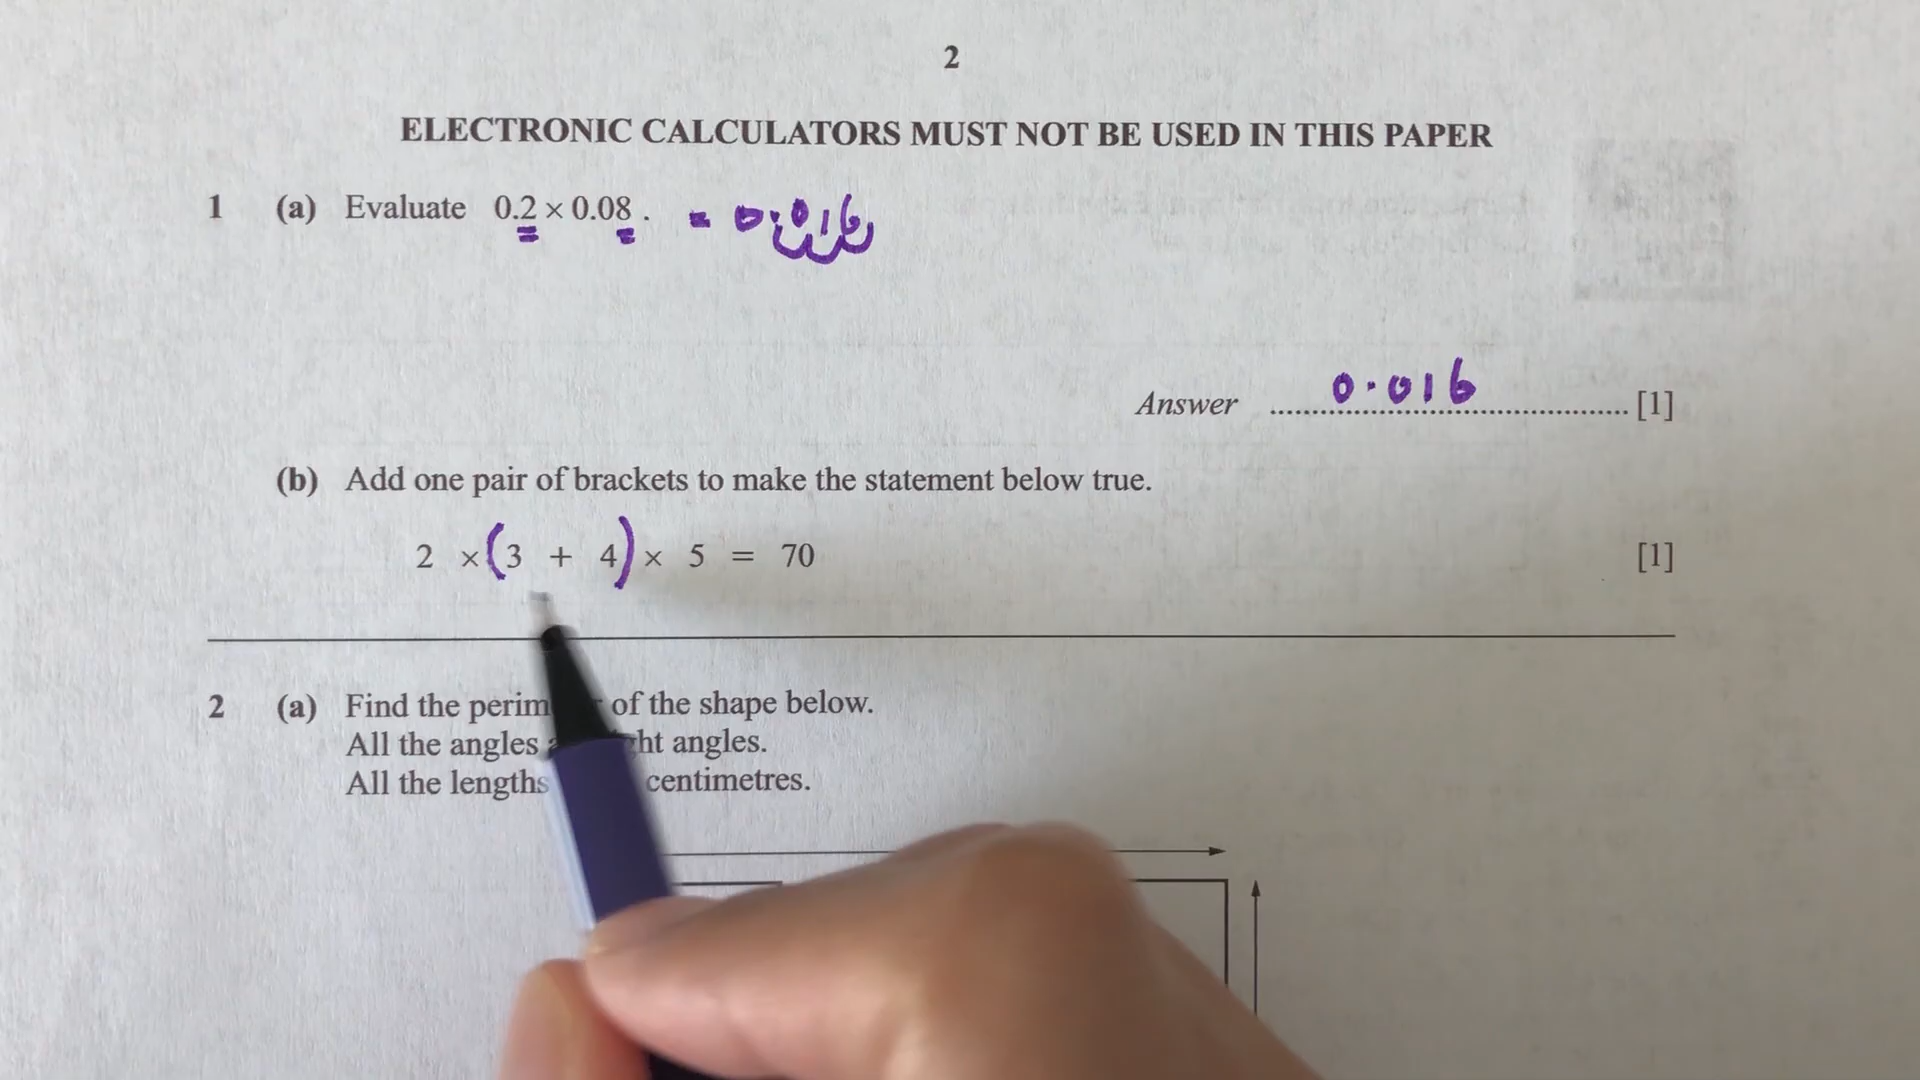 2
ELECTRONIC CALCULATORS MUST NOT BE USED IN THIS PAPER
1 (a) Evaluate 0.2 × 0.08 . = 0.016
Answer 0.016 [1]
(b) Add one pair of brackets to make the statement below true.
2 × (3 + 4) × 5 = 70 [1]
2 (a) Find the of the shape below.
All the angles angles.
All the lengths centimetres.